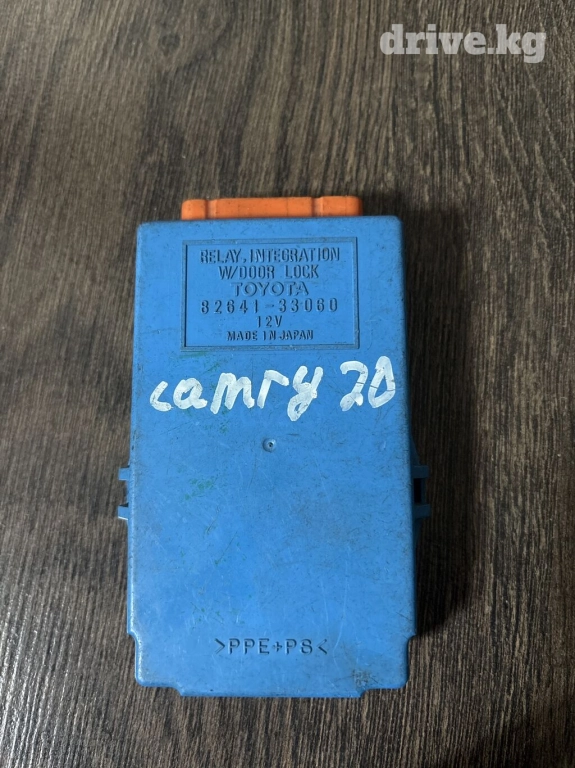 drive.kg
RELAY, INTEGRATION
W/DOOR LOCK
TOYOTA
82641-33060
12V
MADE IN JAPAN
camry 20
>PPE+PS<